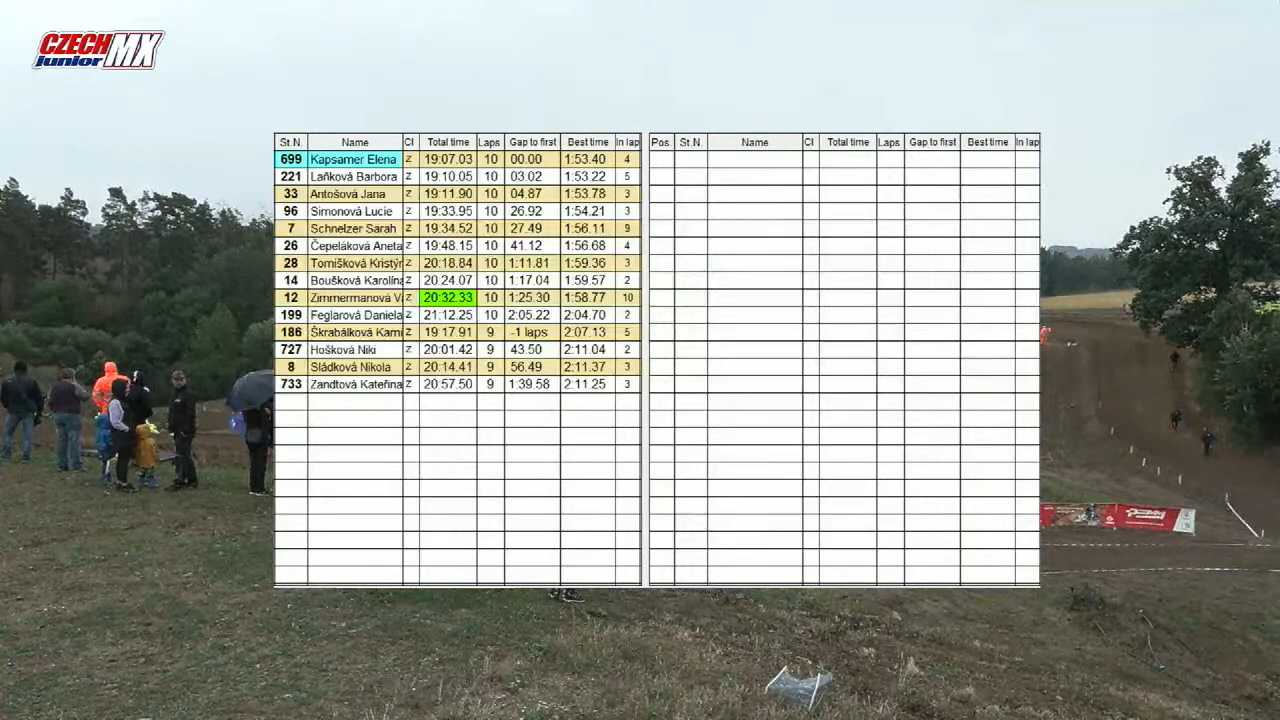 CZECH MX
junior
St.N. Name Cl Total time Laps Gap to first Best time In lap
699 Kapsamer Elena Z 19:07.03 10 00.00 1:53.40 4
221 Laňková Barbora Z 19:10.05 10 03.02 1:53.22 5
33 Antošová Jana Z 19:11.90 10 04.87 1:53.78 3
96 Simonová Lucie Z 19:33.95 10 26.92 1:54.21 3
7 Schnelzer Sarah Z 19:34.52 10 27.49 1:56.11 9
26 Čepeláková Aneta Z 19:48.15 10 41.12 1:56.68 4
28 Tomišková Kristýr Z 20:18.84 10 1:11.81 1:59.36 3
14 Boušková Karolína Z 20:24.07 10 1:17.04 1:59.57 2
12 Zimmermanová Va Z 20:32.33 10 1:25.30 1:58.77 10
199 Feglarová Daniela Z 21:12.25 10 2:05.22 2:04.70 2
186 Škrabálková Kami Z 19:17.91 9 -1 laps 2:07.13 5
727 Hošková Niki Z 20:01.42 9 43.50 2:11.04 2
8 Sládková Nikola Z 20:14.41 9 56.49 2:11.37 3
733 Zandtová Kateřina Z 20:57.50 9 1:39.58 2:11.25 3
Pos. St.N. Name Cl Total time Laps Gap to first Best time In lap